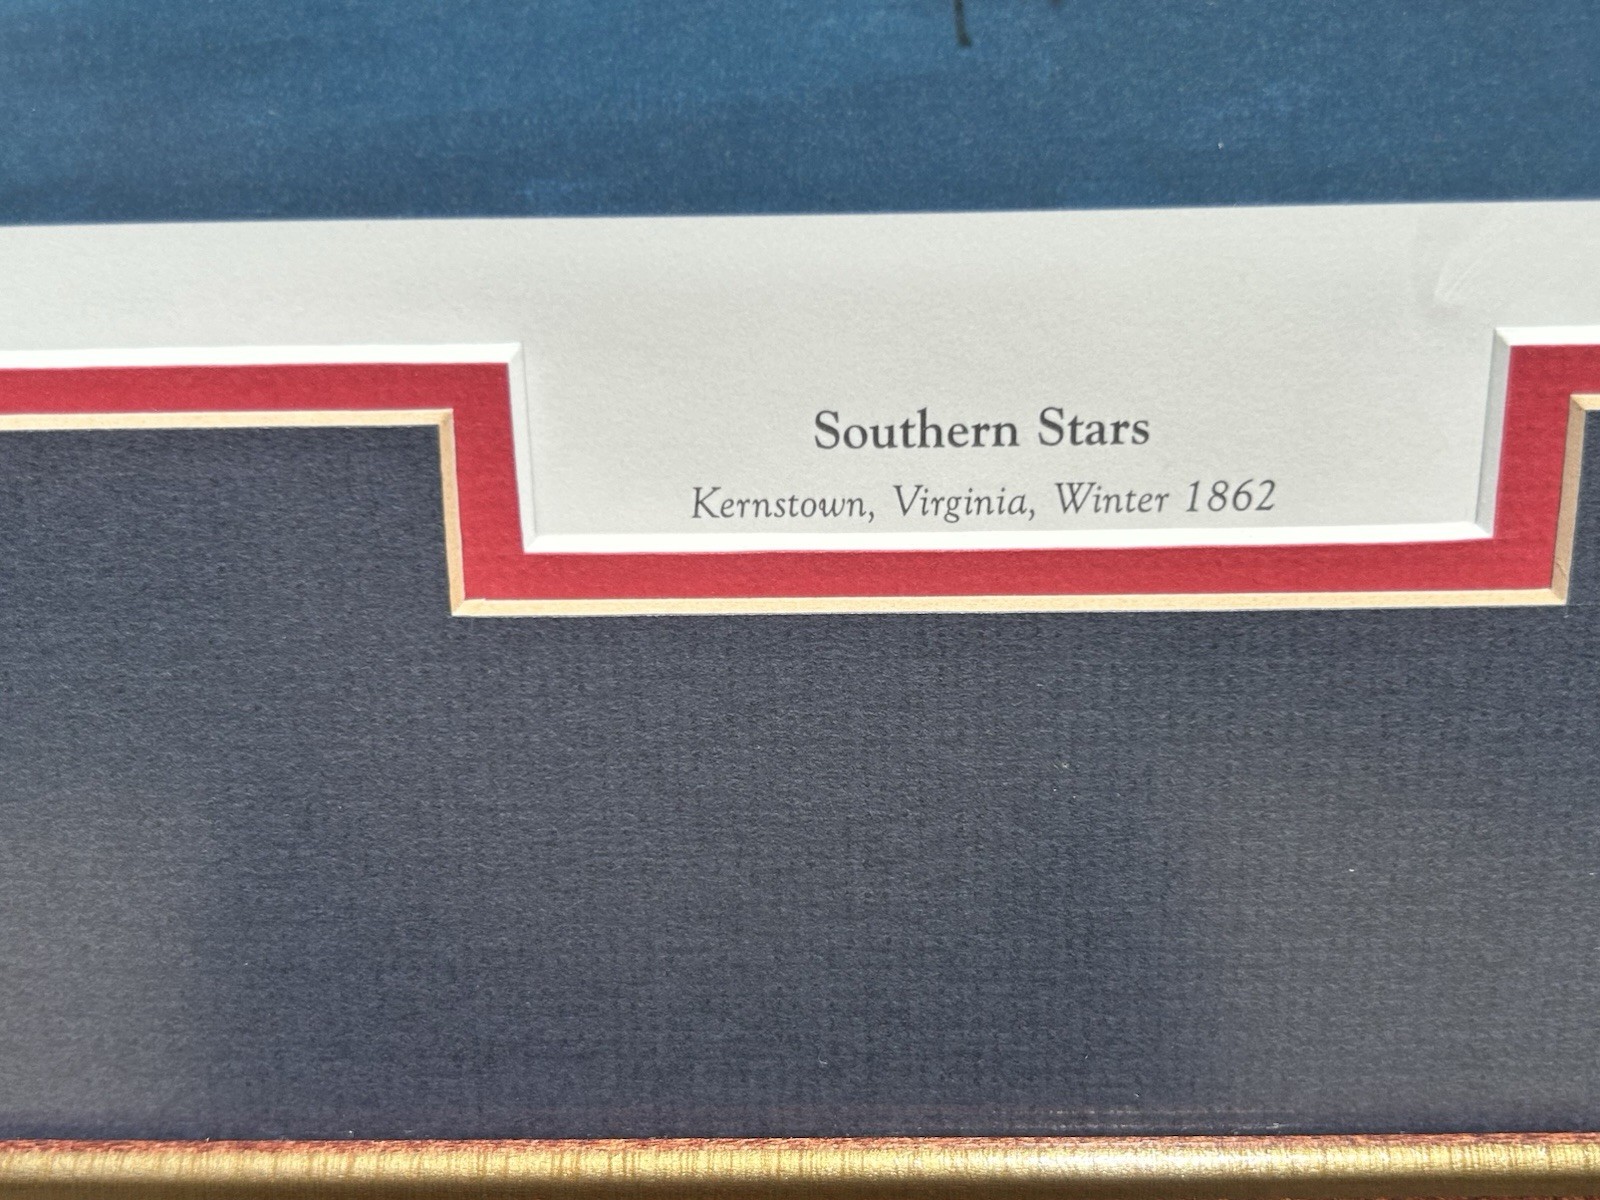 Southern Stars
Kernstown, Virginia, Winter 1862